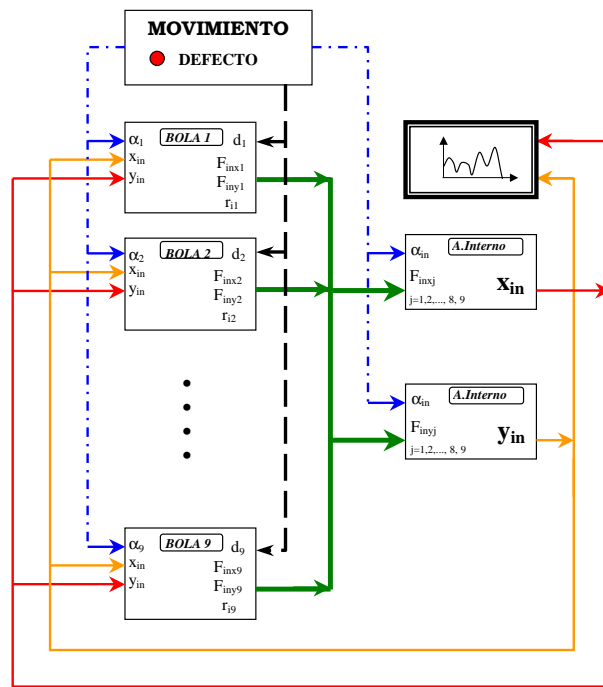 MOVIMIENTO
DEFECTO
BOLA 1
α1
d1
xin
yin
Finx1
Finy1
ri1
BOLA 2
α2
d2
xin
yin
Finx2
Finy2
ri2
BOLA 9
α9
d9
xin
yin
Finx9
Finy9
ri9
A.Interno
αin
Finxj
xin
j=1,2,..., 8, 9
A.Interno
αin
Finyj
yin
j=1,2,..., 8, 9